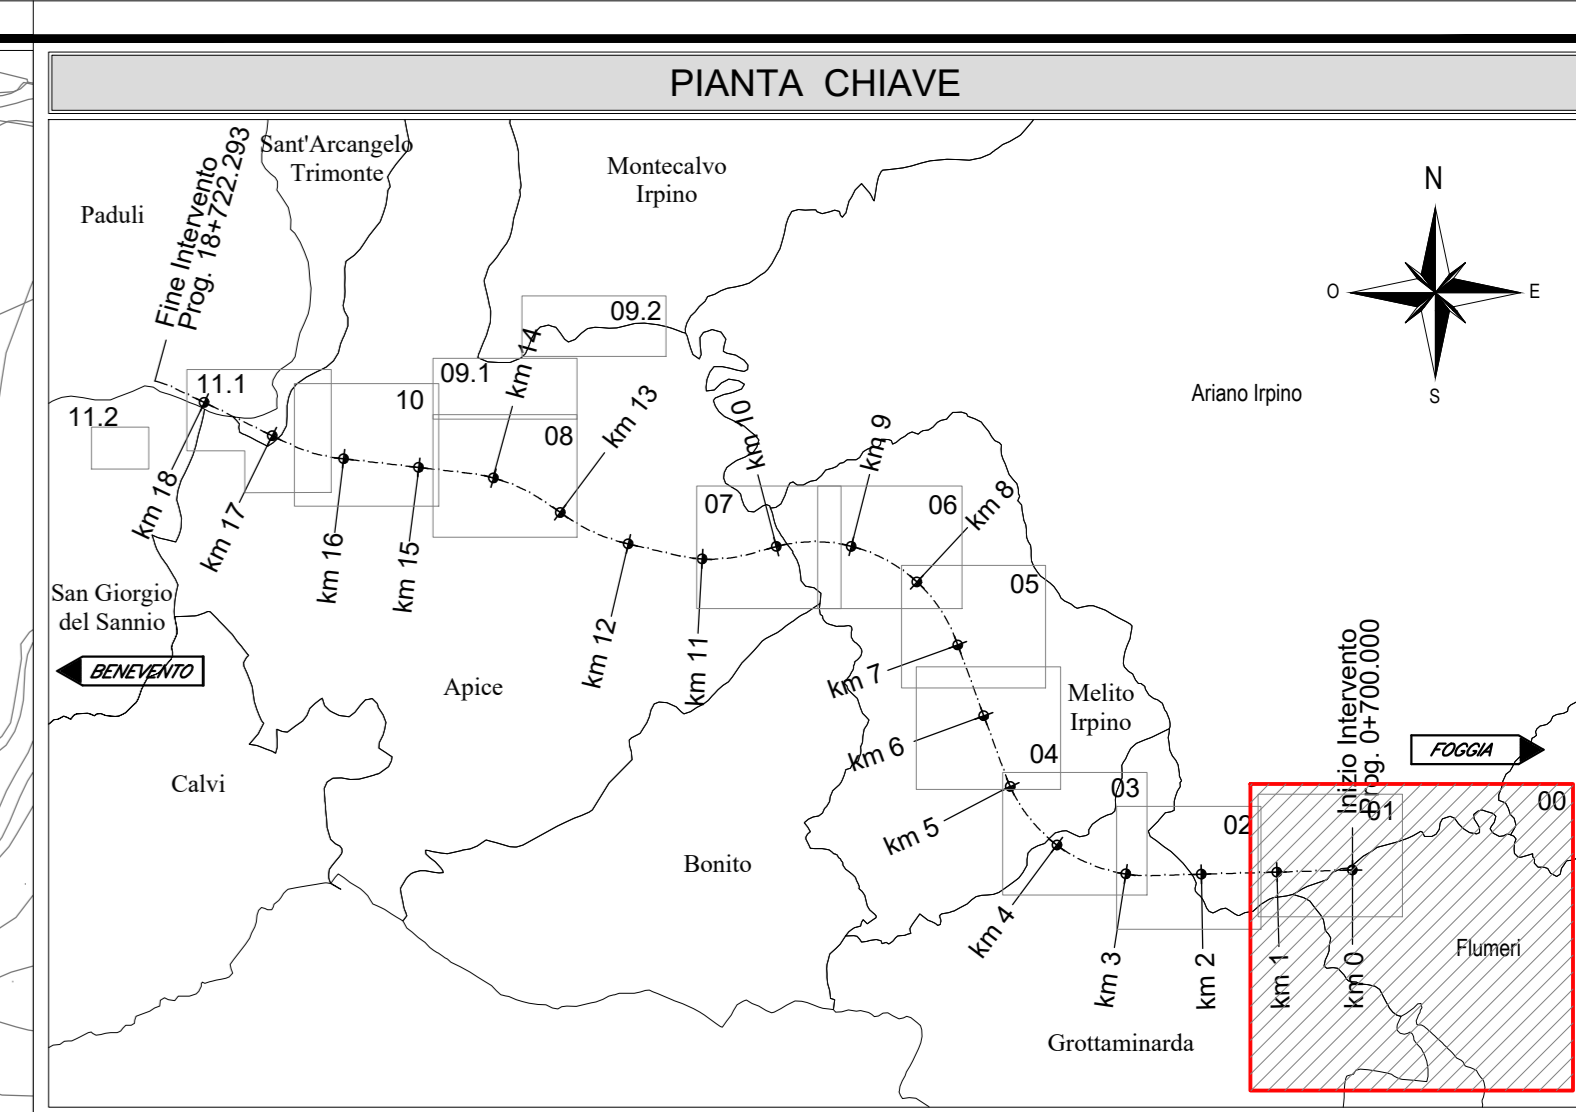 PIANTA CHIAVE
Sant'Arcangelo
Trimonte
Montecalvo
Irpino
Paduli
Fine Intervento
Prog. 18+722.293
N
O
E
S
09.2
11.1
09.1
10
11.2
08
km 14
km 13
Ariano Irpino
km 10
km 9
km 8
07
06
05
km 18
km 17
km 16
km 15
km 12
km 11
San Giorgio
del Sannio
BENEVENTO
Apice
km 7
Melito
Irpino
km 6
04
Inizio Intervento
Prog. 0+700.000
FOGGIA
Calvi
03
02
01
00
km 5
Bonito
km 4
km 3
km 2
km 1
km 0
Flumeri
Grottaminarda